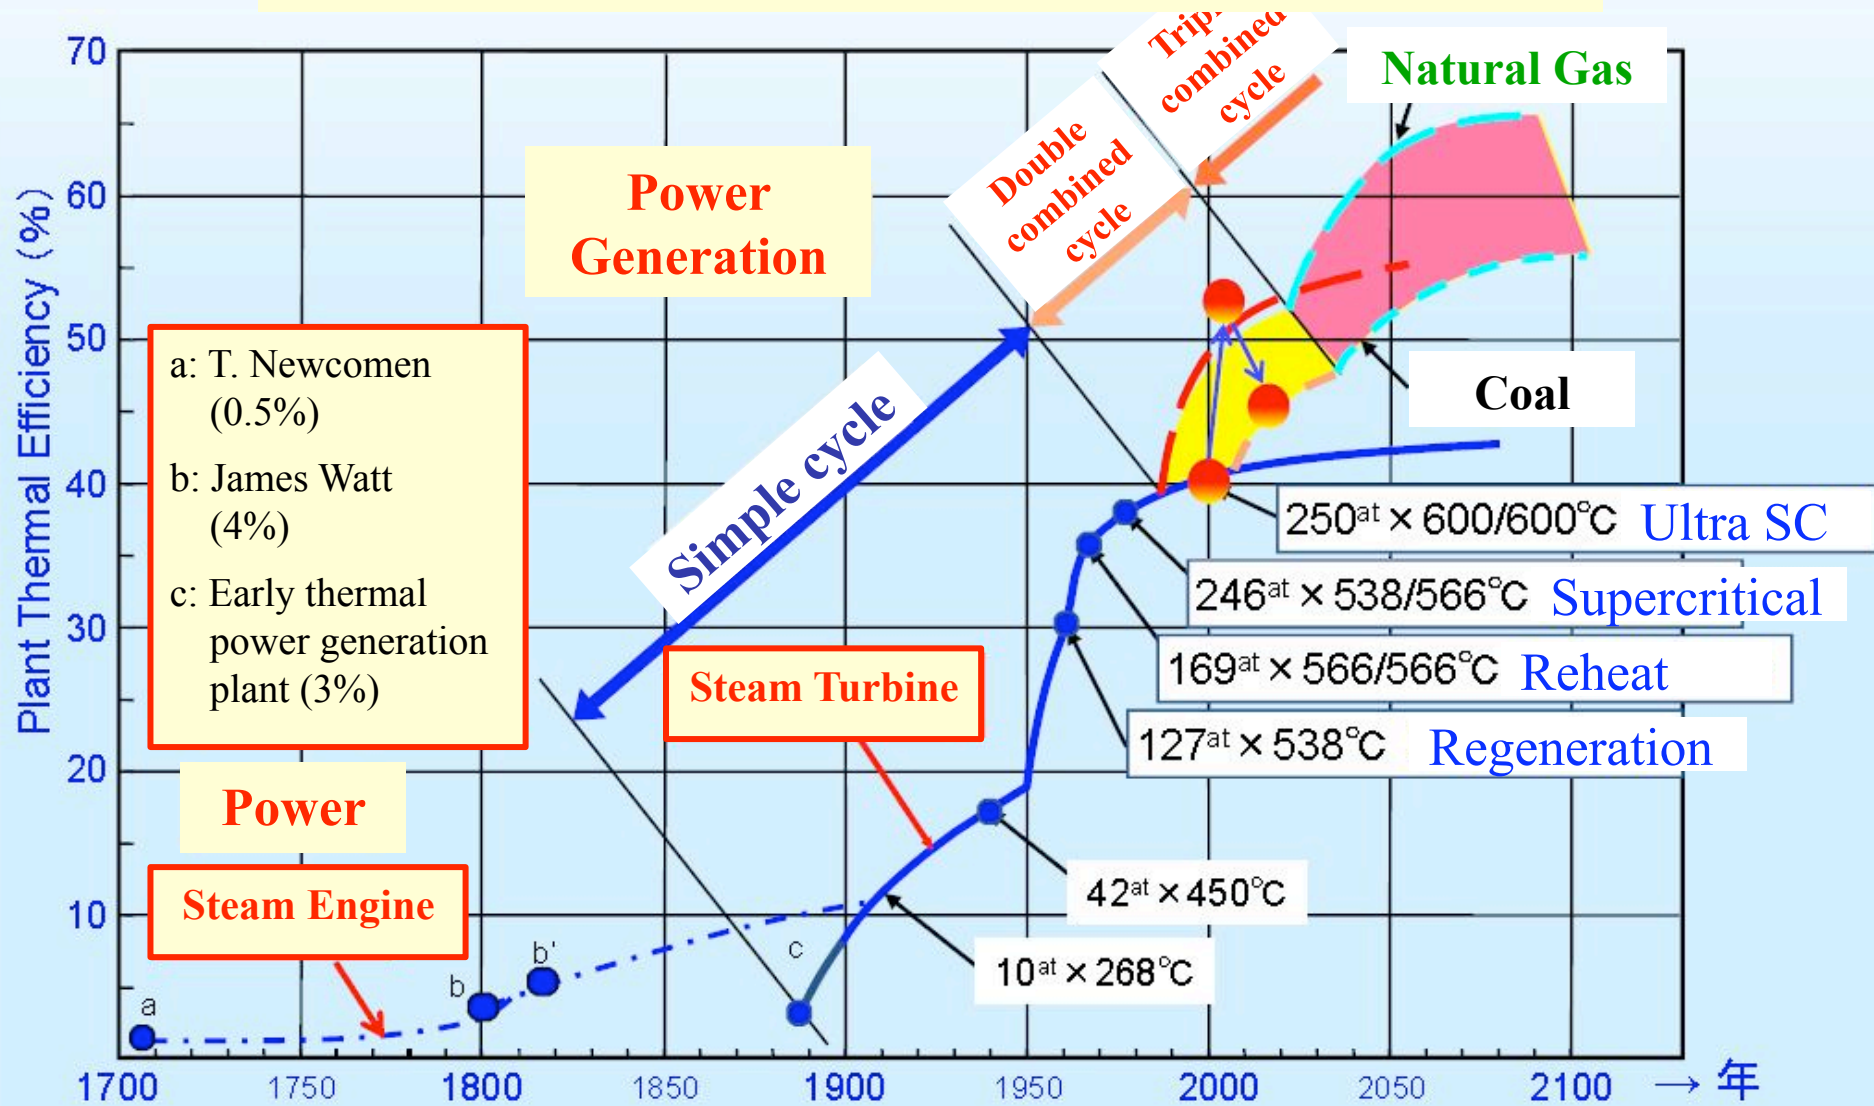 Triple
combined
cycle
Natural Gas
Double
combined
cycle
Power
Generation
70
60
50
40
30
20
10
Plant Thermal Efficiency (%)
a: T. Newcomen
(0.5%)
b: James Watt
(4%)
c: Early thermal
power generation
plant (3%)
Simple cycle
Coal
250at × 600/600°C Ultra SC
246at × 538/566°C Supercritical
169at × 566/566°C Reheat
127at × 538°C Regeneration
Steam Turbine
Power
Steam Engine
42at × 450°C
10at × 268°C
a
b
b'
c
1700 1750 1800 1850 1900 1950 2000 2050 2100 → 年